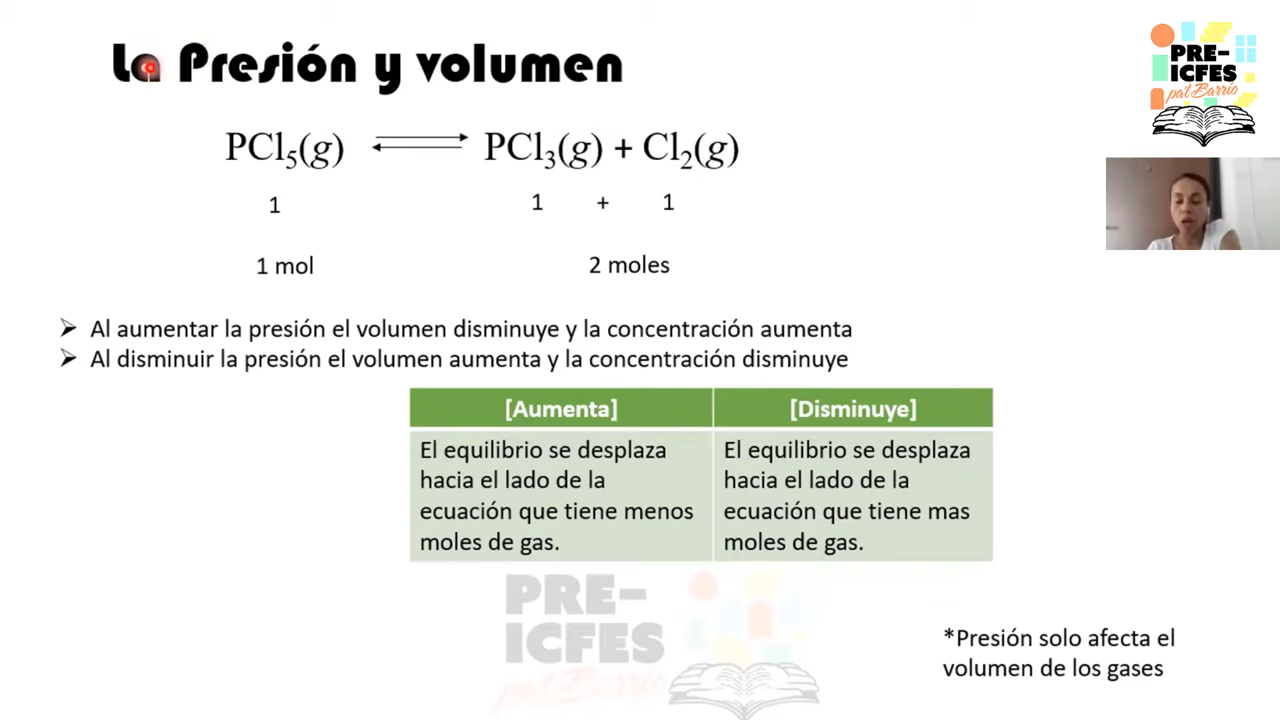 La Presión y volumen
PRE-
ICFES
pa'l Barrio
PCl₅(g) ⇌ PCl₃(g) + Cl₂(g)
1 1 + 1
1 mol 2 moles
➢ Al aumentar la presión el volumen disminuye y la concentración aumenta
➢ Al disminuir la presión el volumen aumenta y la concentración disminuye
[Aumenta] [Disminuye]
El equilibrio se desplaza
hacia el lado de la
ecuación que tiene menos
moles de gas.
El equilibrio se desplaza
hacia el lado de la
ecuación que tiene mas
moles de gas.
PRE-
ICFES
pa'l Barrio
*Presión solo afecta el
volumen de los gases